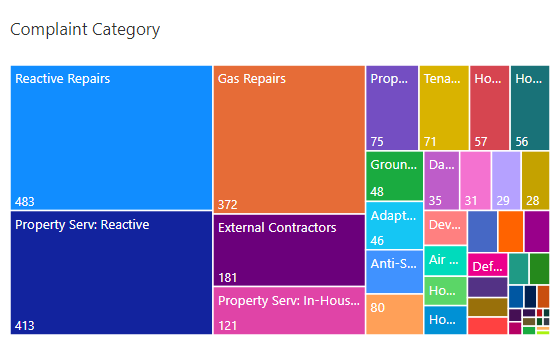 Complaint Category
Reactive Repairs
483
Property Serv: Reactive
413
Gas Repairs
372
External Contractors
181
Property Serv: In-Hous...
121
Prop...
75
Tena...
71
Ho...
57
Ho...
56
Groun...
48
Adapt...
46
Anti-S...
80
Da...
35
31
29
28
Dev...
Air ...
Ho...
Ho...
Def...